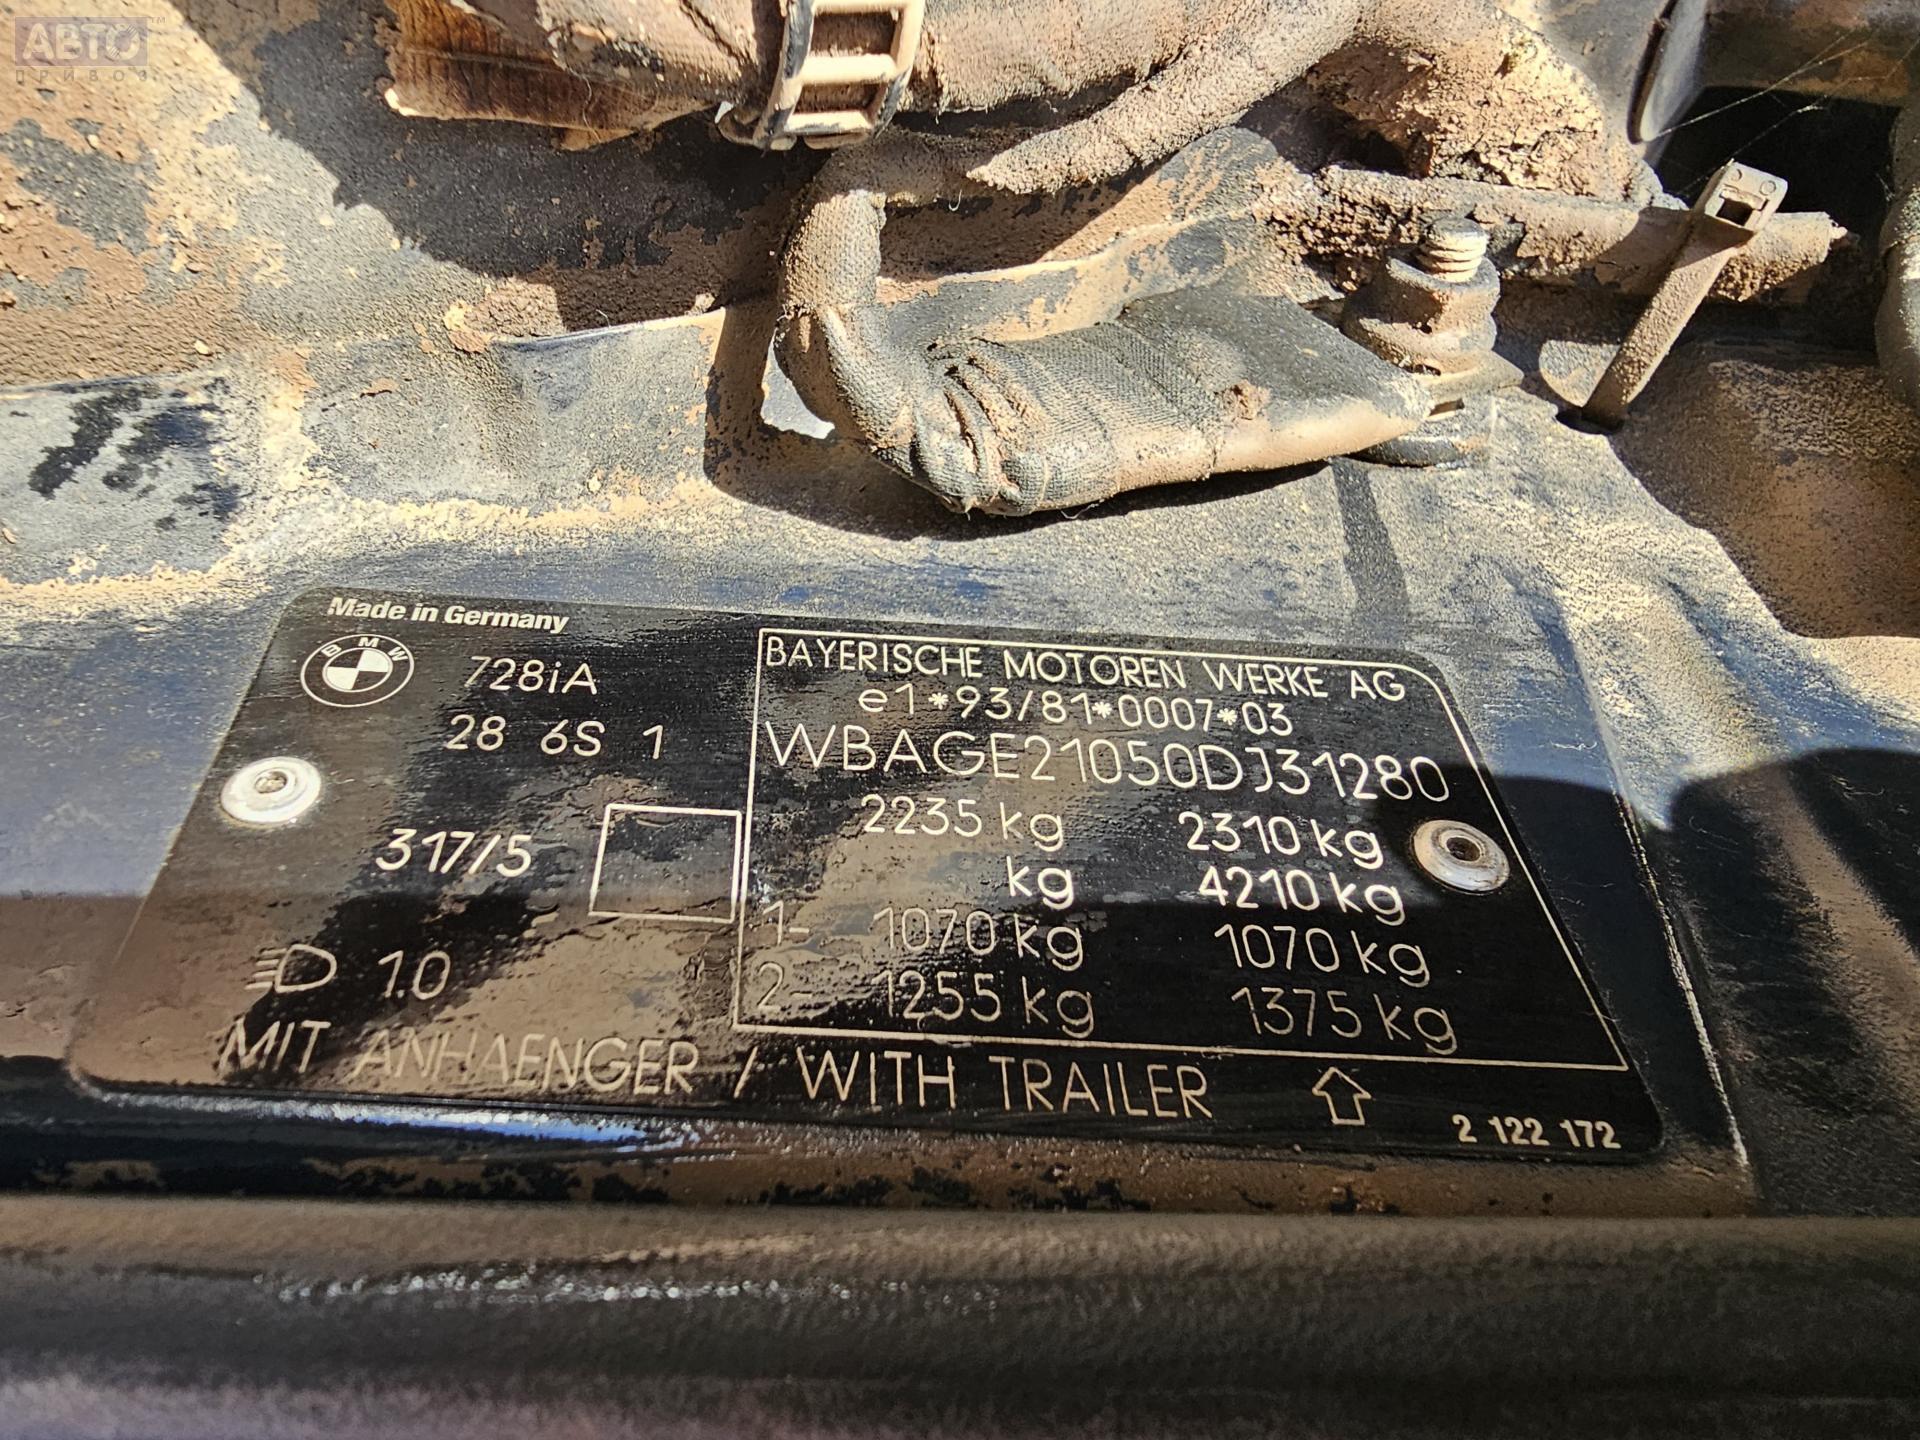 АВТО™
ПРИВОЗ
Made in Germany
BMW
728iA
28 6S 1
317/5
1.0
BAYERISCHE MOTOREN WERKE AG
e1*93/81*0007*03
WBAGE21050DJ31280
2235 kg 2310 kg
kg 4210 kg
1- 1070 kg 1070 kg
2- 1255 kg 1375 kg
MIT ANHAENGER / WITH TRAILER
2 122 172